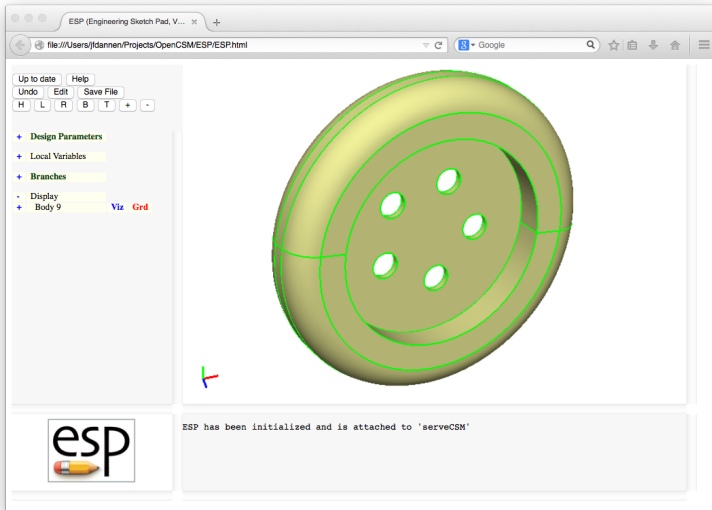 ESP (Engineering Sketch Pad, V...
file:///Users/jfdannen/Projects/OpenCSM/ESP/ESP.html
Google
Up to date Help
Undo Edit Save File
H L R B T + -
+ Design Parameters
+ Local Variables
+ Branches
- Display
+ Body 9 Viz Grd
esp
ESP has been initialized and is attached to 'serveCSM'